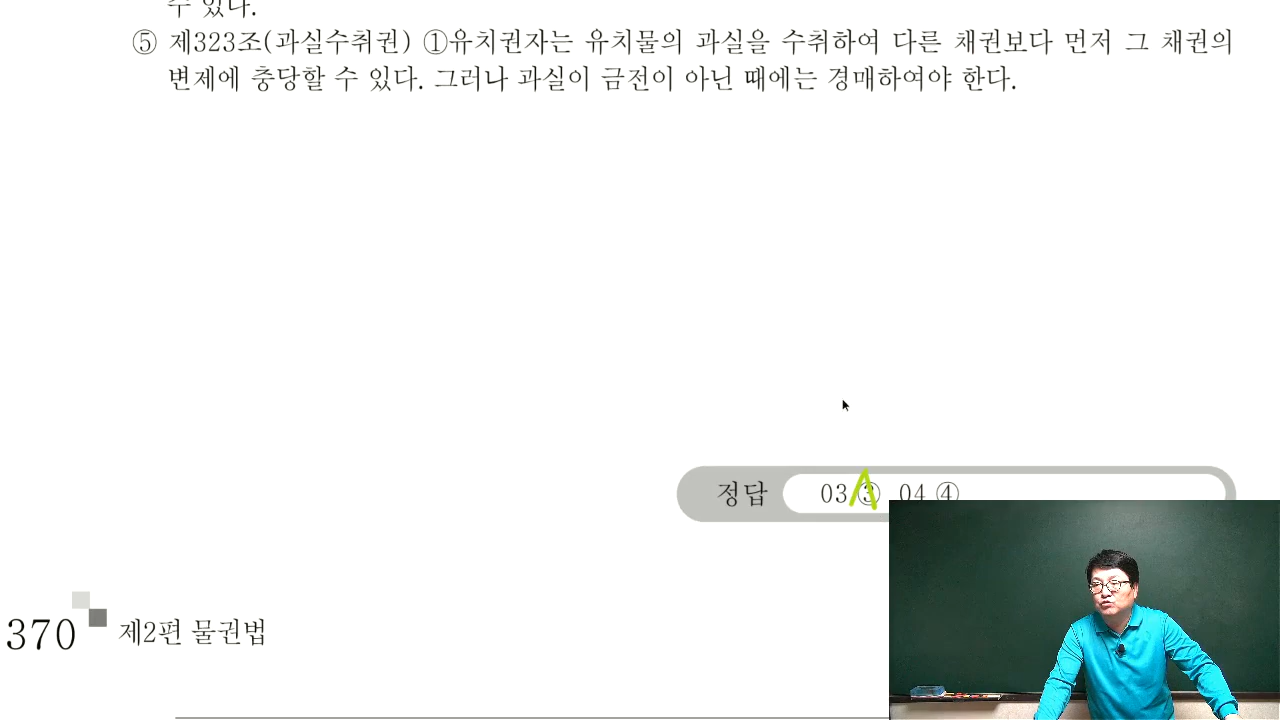 수 있다.
⑤ 제323조(과실수취권) ①유치권자는 유치물의 과실을 수취하여 다른 채권보다 먼저 그 채권의
변제에 충당할 수 있다. 그러나 과실이 금전이 아닌 때에는 경매하여야 한다.
정답 03 ③ 04 ④
370 제2편 물권법